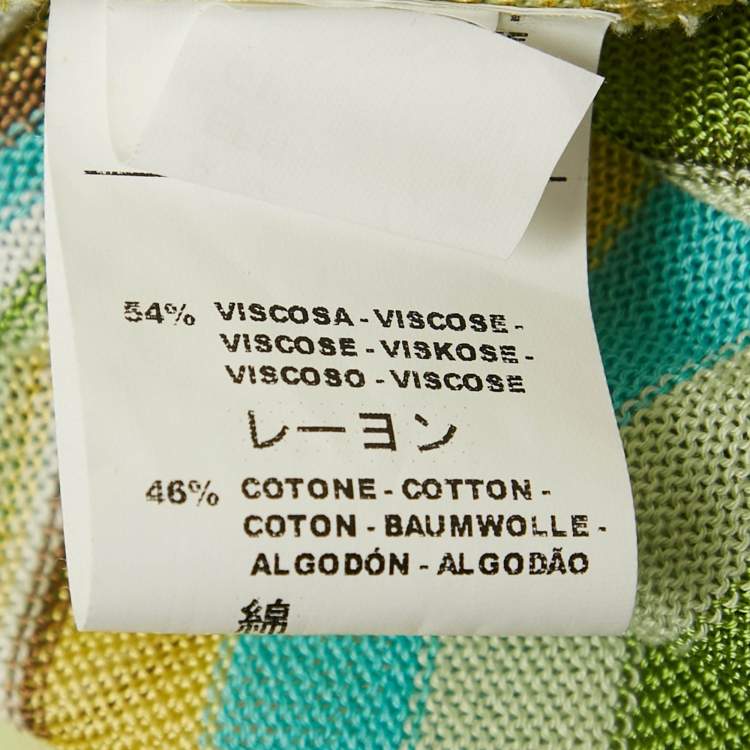 54% VISCOSA - VISCOSE -
VISCOSE - VISKOSE -
VISCOSO - VISCOSE
レーヨン
46% COTONE - COTTON -
COTON - BAUMWOLLE -
ALGODÓN - ALGODÃO
綿